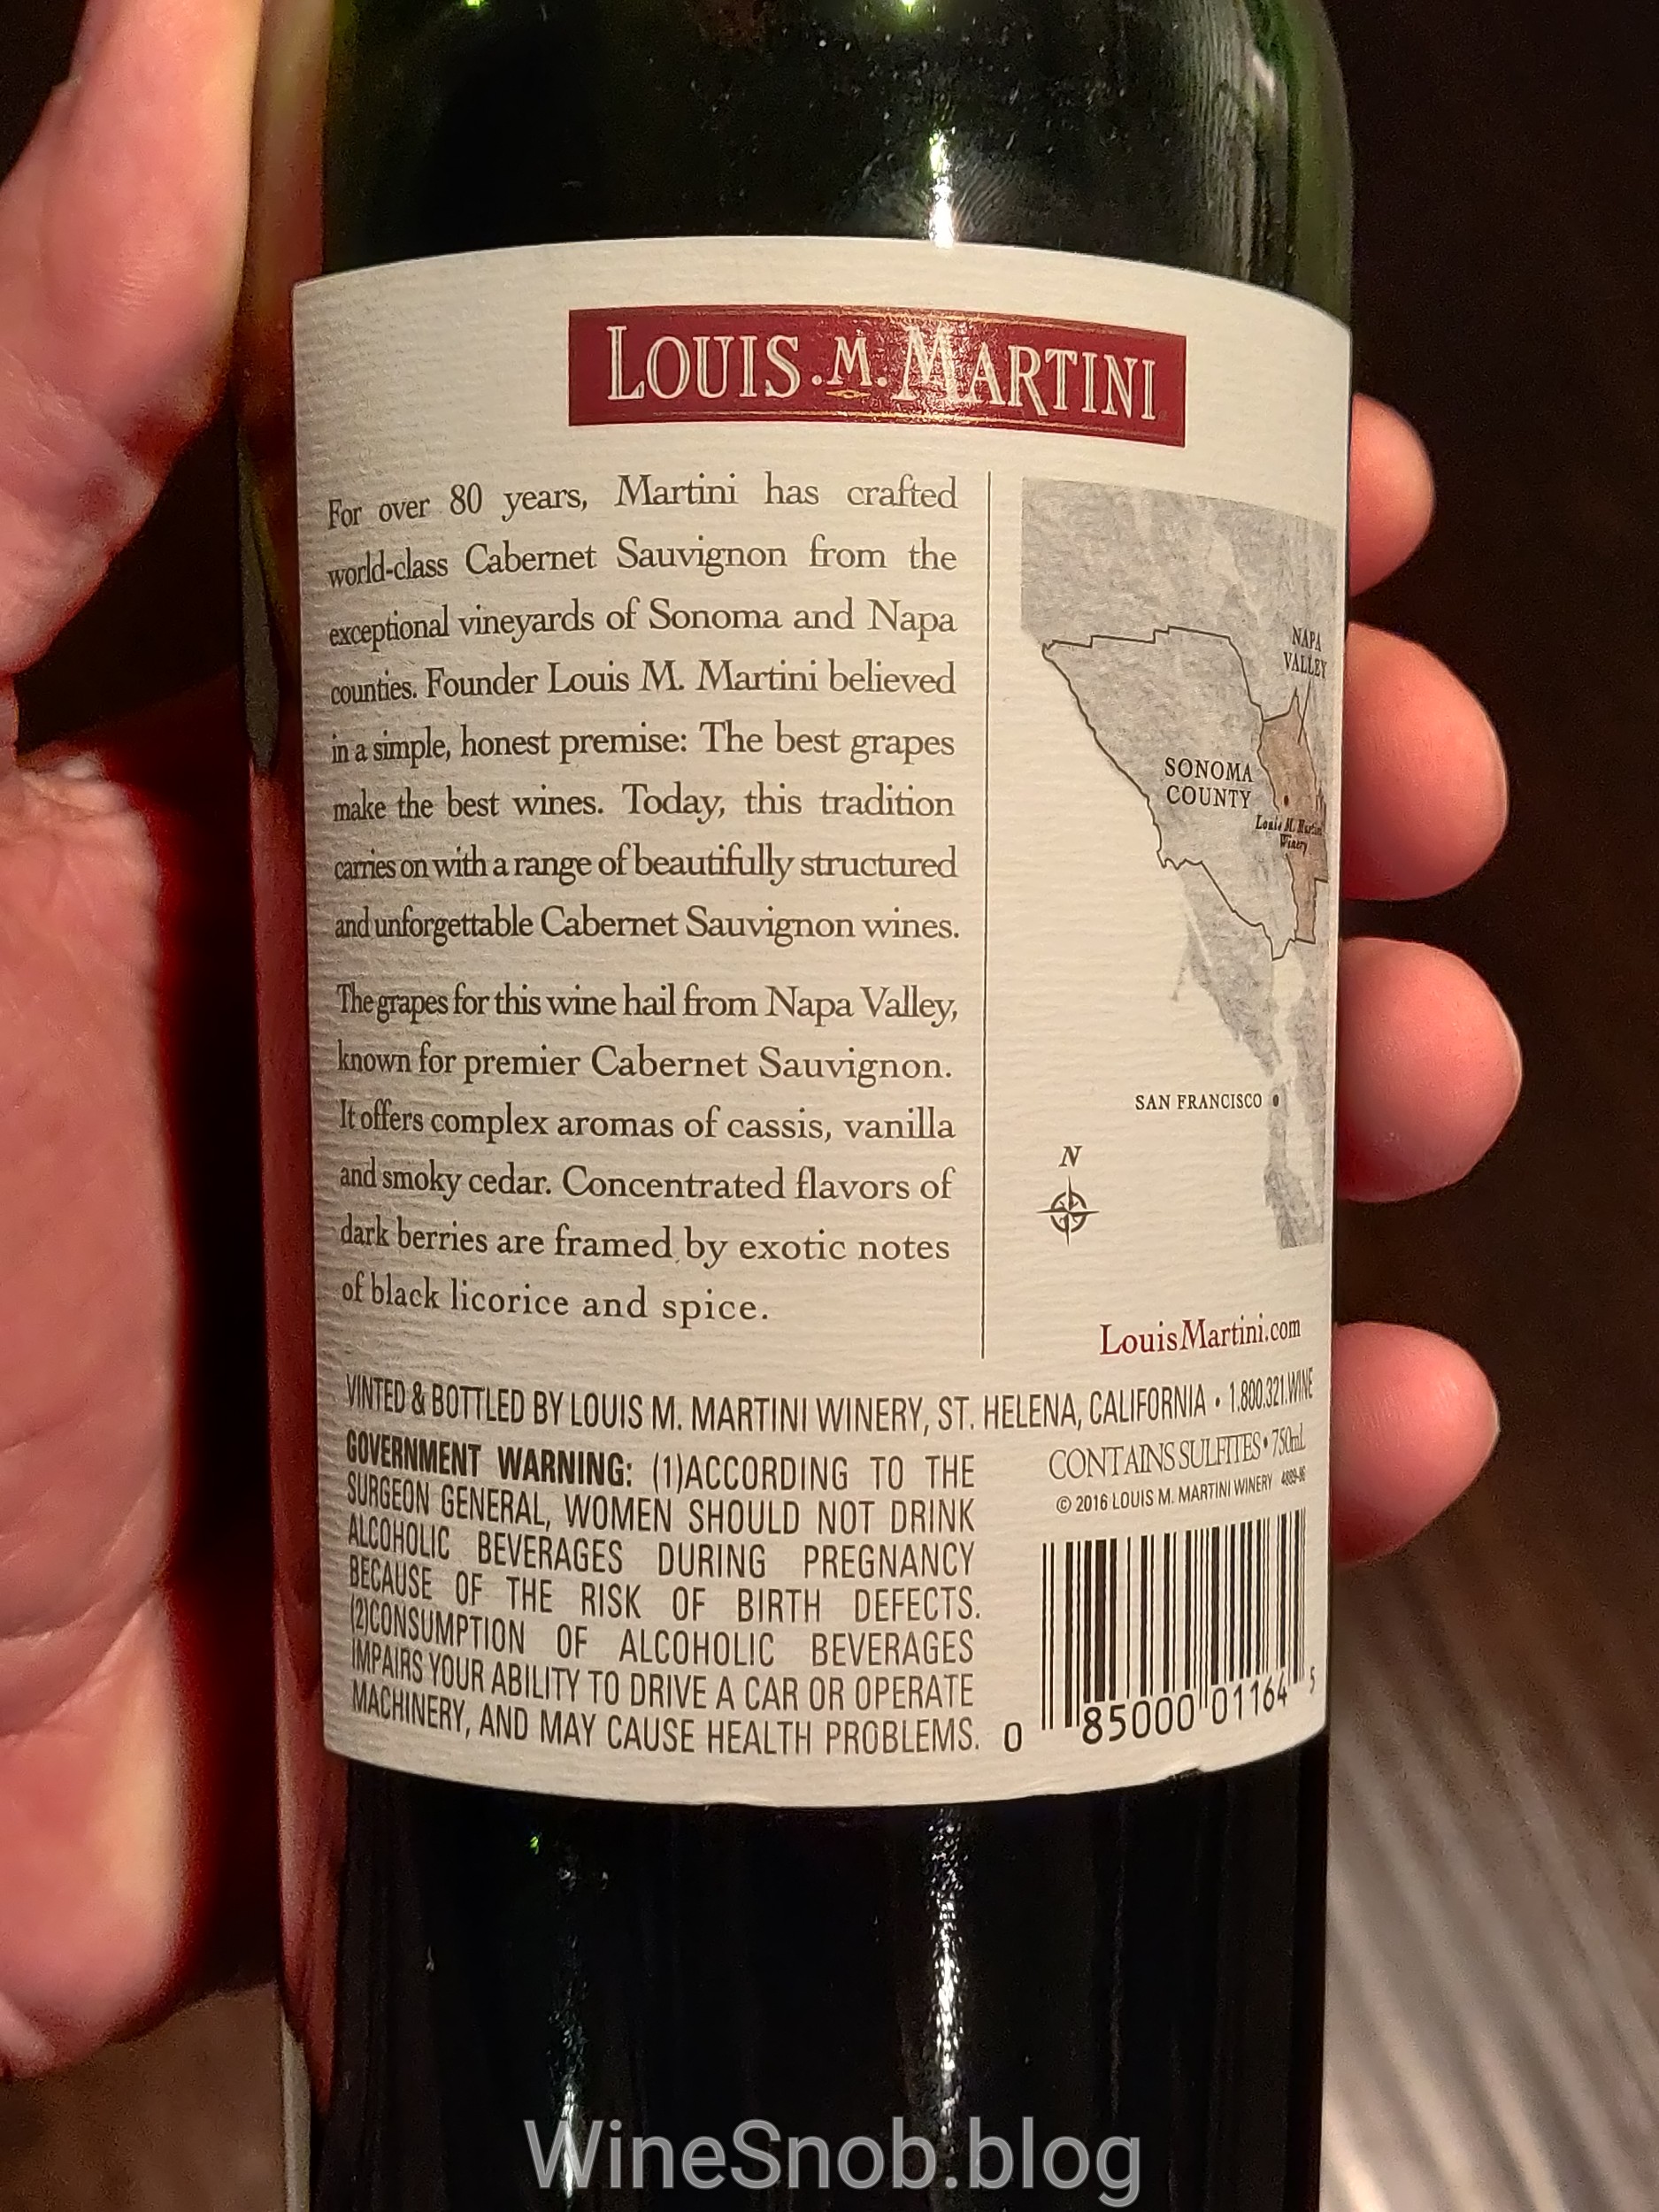 LOUIS .M. MARTINI
For over 80 years, Martini has crafted
world-class Cabernet Sauvignon from the
exceptional vineyards of Sonoma and Napa
counties. Founder Louis M. Martini believed
in a simple, honest premise: The best grapes
make the best wines. Today, this tradition
carries on with a range of beautifully structured
and unforgettable Cabernet Sauvignon wines.
The grapes for this wine hail from Napa Valley,
known for premier Cabernet Sauvignon.
It offers complex aromas of cassis, vanilla
and smoky cedar. Concentrated flavors of
dark berries are framed by exotic notes
of black licorice and spice.
NAPA
VALLEY
SONOMA
COUNTY
Louis M. Martini
Winery
SAN FRANCISCO
N
LouisMartini.com
VINTED & BOTTLED BY LOUIS M. MARTINI WINERY, ST. HELENA, CALIFORNIA • 1.800.321.WINE
GOVERNMENT WARNING: (1)ACCORDING TO THE
SURGEON GENERAL, WOMEN SHOULD NOT DRINK
ALCOHOLIC BEVERAGES DURING PREGNANCY
BECAUSE OF THE RISK OF BIRTH DEFECTS.
(2)CONSUMPTION OF ALCOHOLIC BEVERAGES
IMPAIRS YOUR ABILITY TO DRIVE A CAR OR OPERATE
MACHINERY, AND MAY CAUSE HEALTH PROBLEMS.
CONTAINS SULFITES • 750mL
© 2016 LOUIS M. MARTINI WINERY
0 85000 01164 5
WineSnob.blog